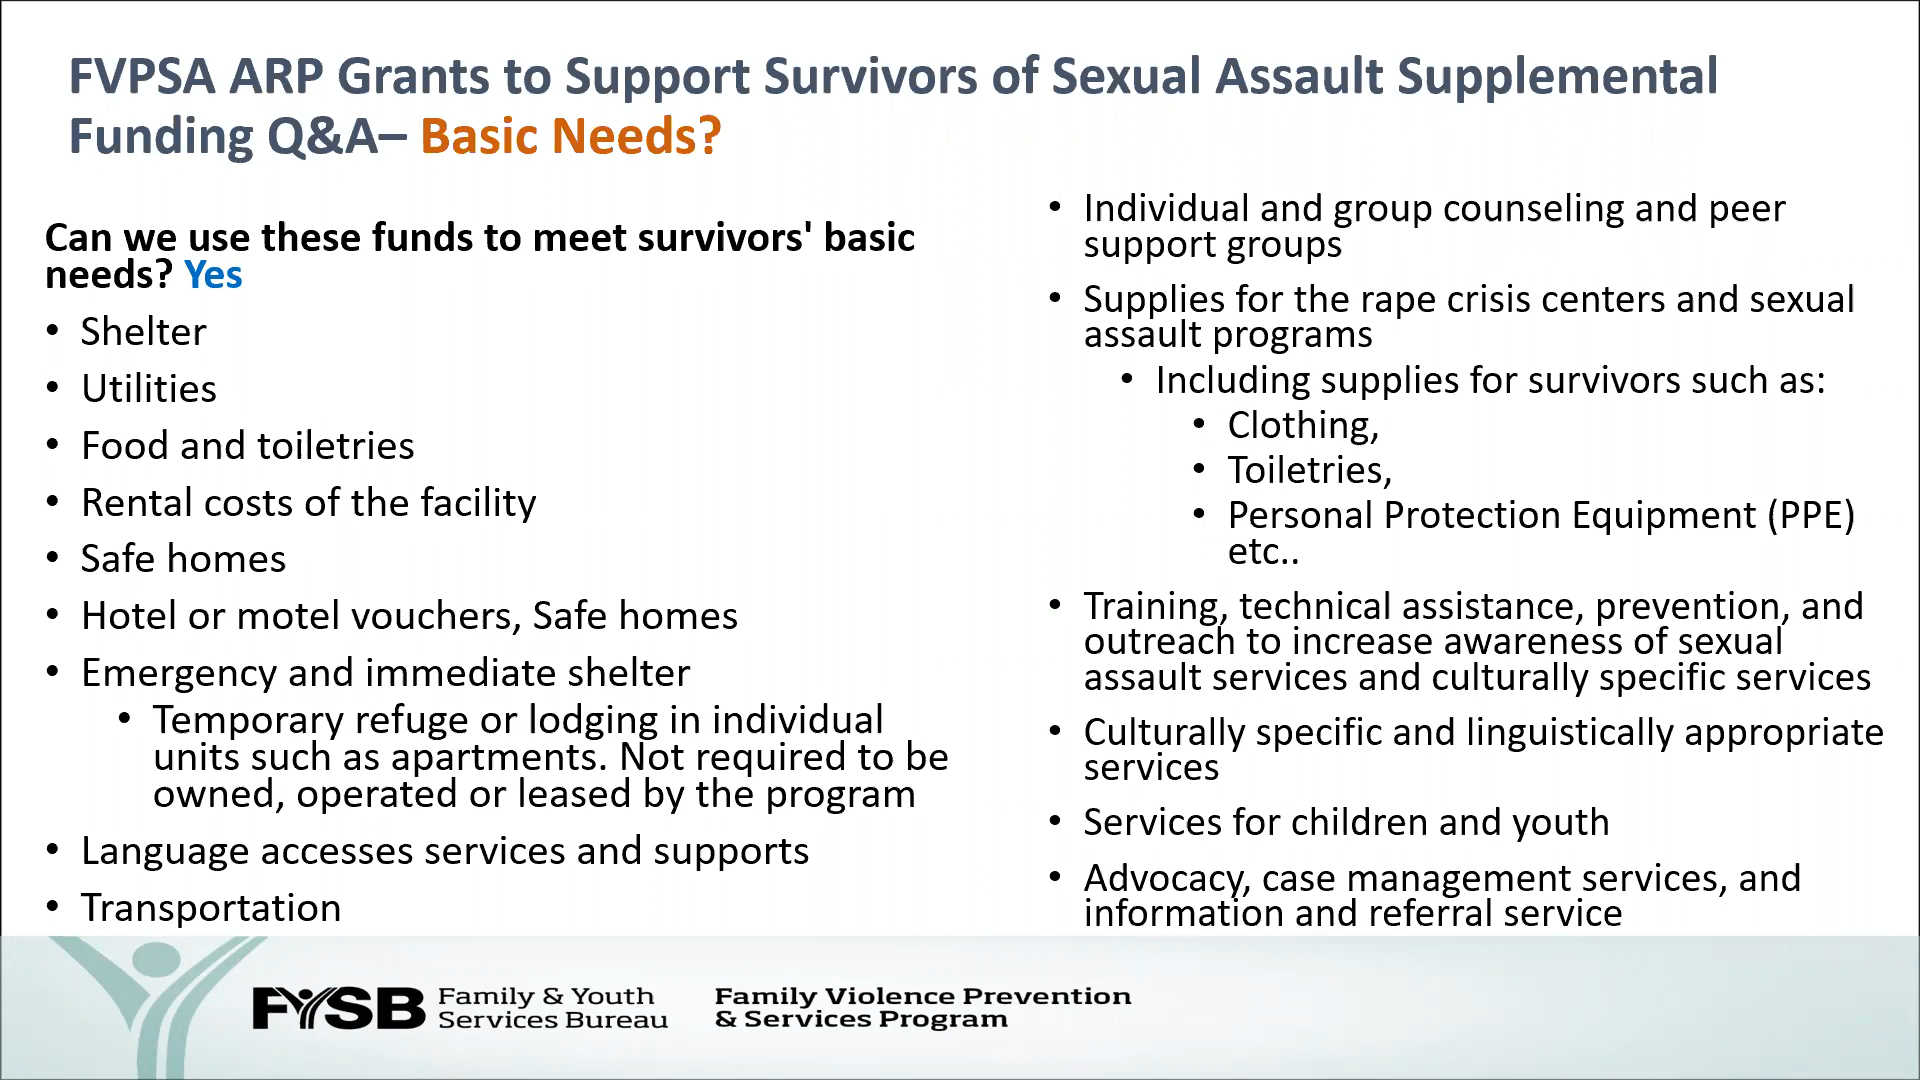 FVPSA ARP Grants to Support Survivors of Sexual Assault Supplemental
Funding Q&A– Basic Needs?
Can we use these funds to meet survivors' basic
needs? Yes
• Shelter
• Utilities
• Food and toiletries
• Rental costs of the facility
• Safe homes
• Hotel or motel vouchers, Safe homes
• Emergency and immediate shelter
• Temporary refuge or lodging in individual
units such as apartments. Not required to be
owned, operated or leased by the program
• Language accesses services and supports
• Transportation
• Individual and group counseling and peer
support groups
• Supplies for the rape crisis centers and sexual
assault programs
• Including supplies for survivors such as:
• Clothing,
• Toiletries,
• Personal Protection Equipment (PPE)
etc..
• Training, technical assistance, prevention, and
outreach to increase awareness of sexual
assault services and culturally specific services
• Culturally specific and linguistically appropriate
services
• Services for children and youth
• Advocacy, case management services, and
information and referral service
FYSB Family & Youth
Services Bureau
Family Violence Prevention
& Services Program